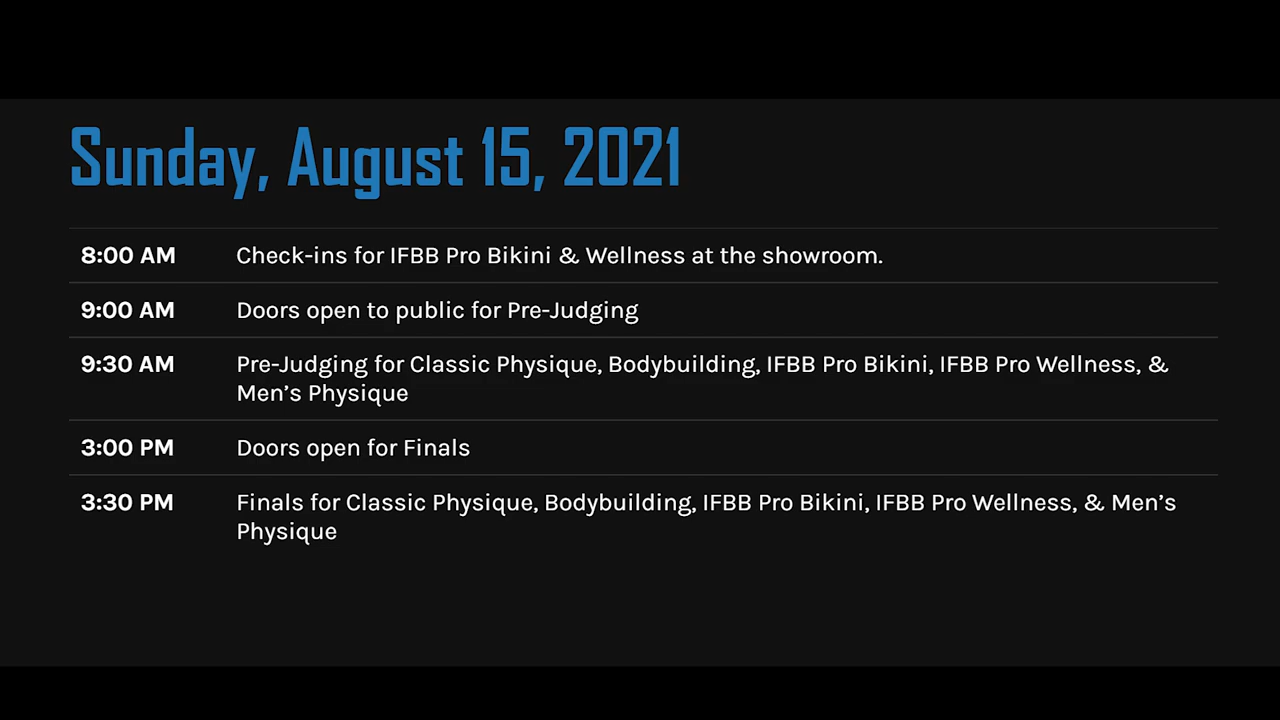 Sunday, August 15, 2021
8:00 AM Check-ins for IFBB Pro Bikini & Wellness at the showroom.
9:00 AM Doors open to public for Pre-Judging
9:30 AM Pre-Judging for Classic Physique, Bodybuilding, IFBB Pro Bikini, IFBB Pro Wellness, &
Men’s Physique
3:00 PM Doors open for Finals
3:30 PM Finals for Classic Physique, Bodybuilding, IFBB Pro Bikini, IFBB Pro Wellness, & Men’s
Physique